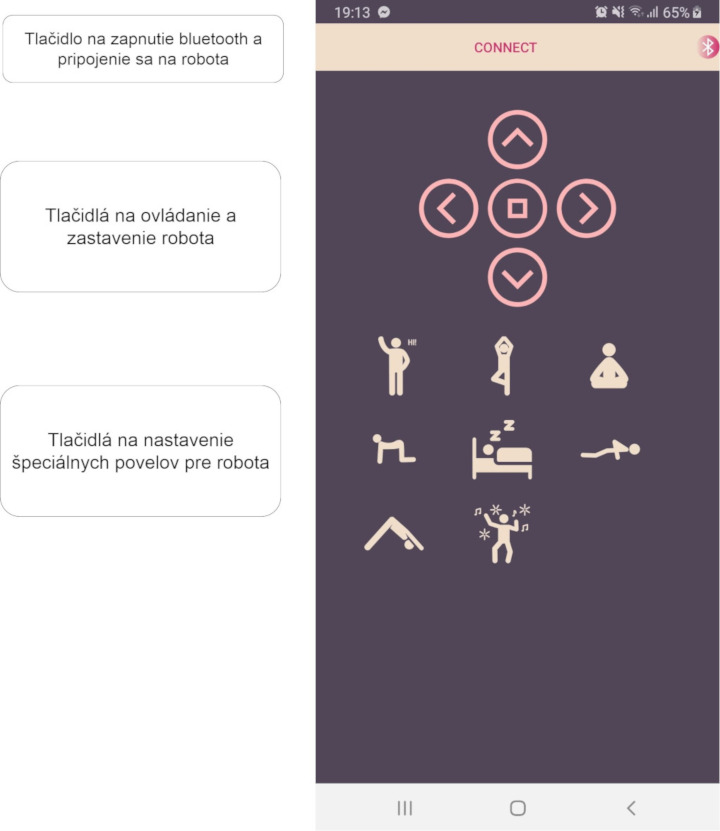 Tlačidlo na zapnutie bluetooth a
pripojenie sa na robota
Tlačidlá na ovládanie a
zastavenie robota
Tlačidlá na nastavenie
špeciálnych povelov pre robota
19:13
65%
CONNECT
HI!
Z Z